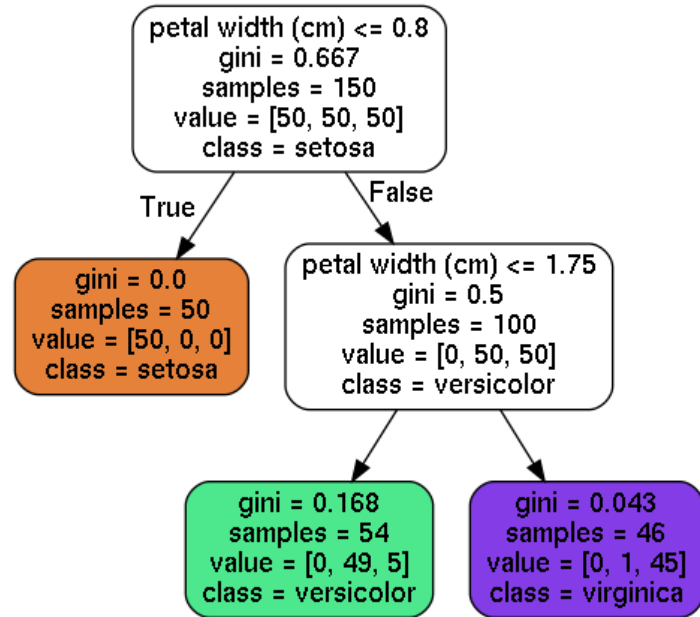 petal width (cm) <= 0.8
gini = 0.667
samples = 150
value = [50, 50, 50]
class = setosa
True
False
gini = 0.0
samples = 50
value = [50, 0, 0]
class = setosa
petal width (cm) <= 1.75
gini = 0.5
samples = 100
value = [0, 50, 50]
class = versicolor
gini = 0.168
samples = 54
value = [0, 49, 5]
class = versicolor
gini = 0.043
samples = 46
value = [0, 1, 45]
class = virginica